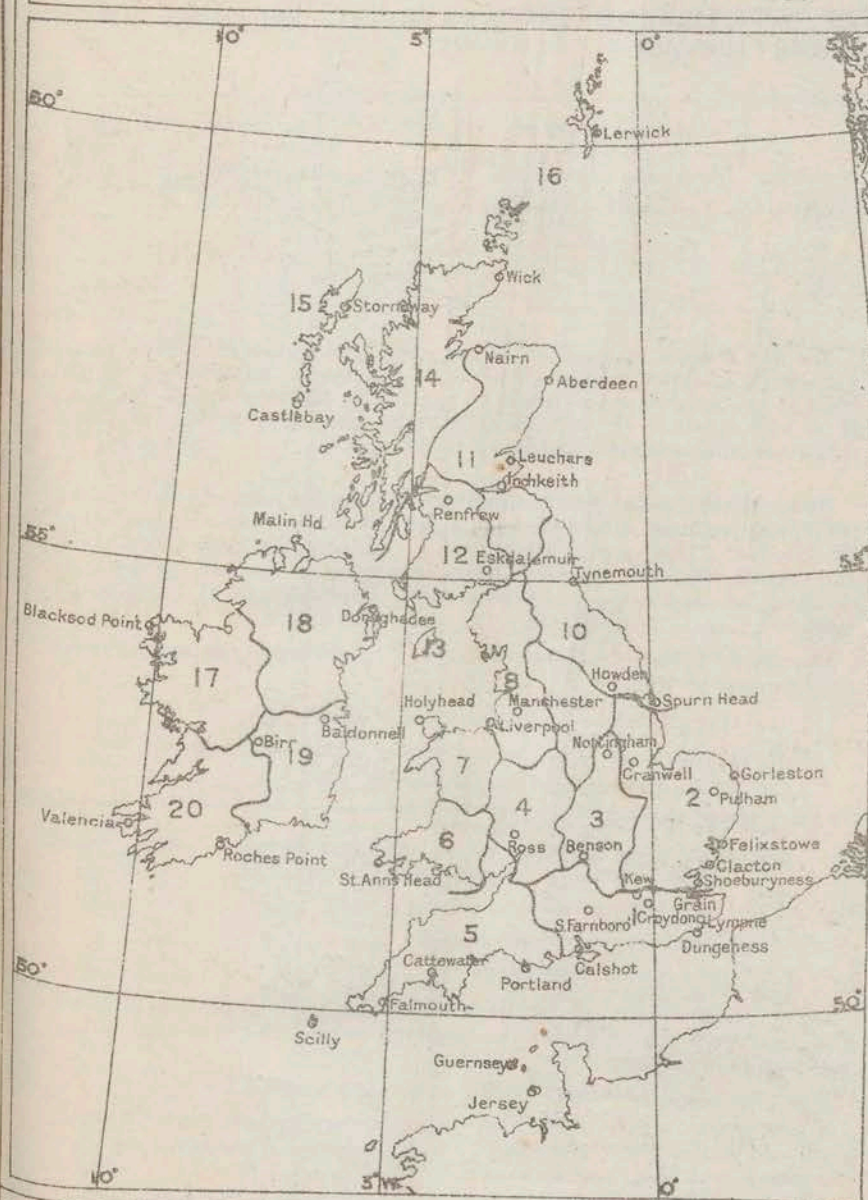 10°
5°
0°
5°
60°
Lerwick
16
Wick
15
Stornoway
Nairn
14
Aberdeen
Castlebay
11
Leuchars
Inchkeith
Renfrew
Malin Hd.
55°
12
Eskdalemuir
55°
Tynemouth
Blacksod Point
18
Donaghadee
13
10
17
8
Howden
Holyhead
Manchester
Spurn Head
Baldonnell
Liverpool
Birr
Nottingham
19
7
Cranwell
Gorleston
Valencia
20
4
3
2
Pulham
6
Ross
Benson
Felixstowe
Roches Point
Clacton
St. Anns Head
Kew
Shoeburyness
Grain
S. Farnboro'
1
Croydon
Lympne
5
Dungeness
Cattewater
Calshot
Portland
50°
Falmouth
50°
Scilly
Guernsey
Jersey
10°
5°W.
0°